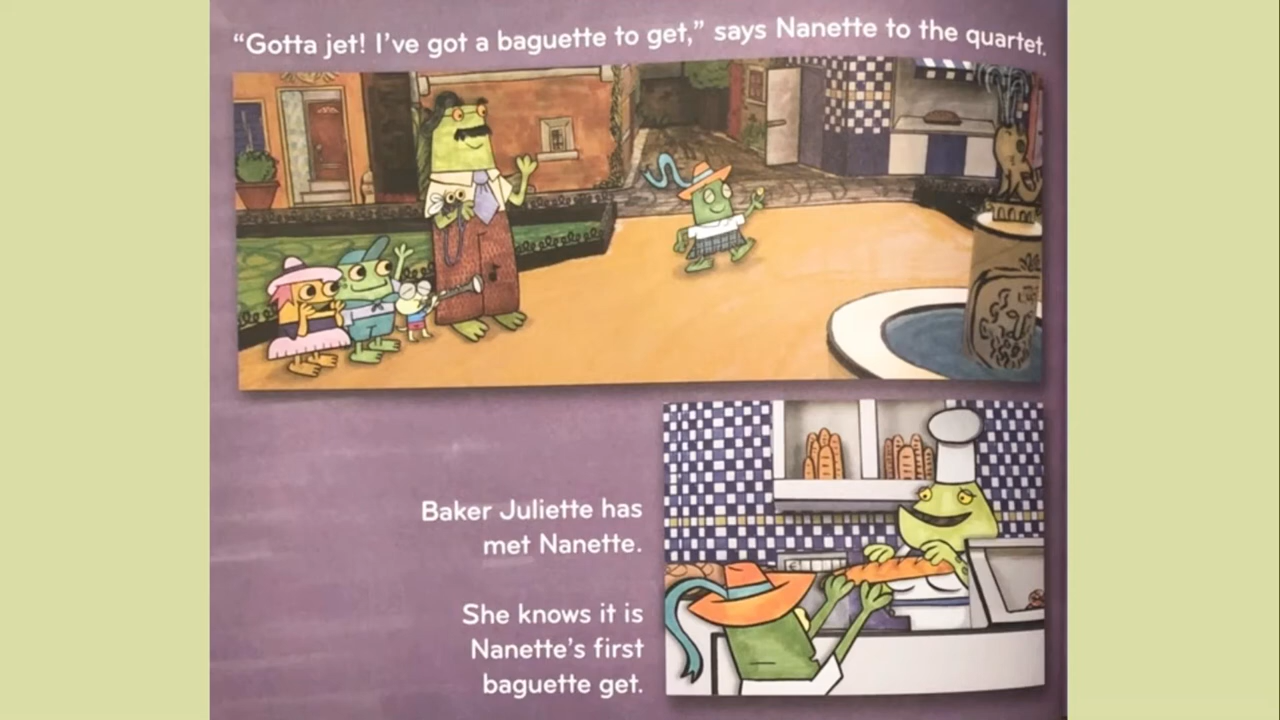 “Gotta jet! I’ve got a baguette to get,” says Nanette to the quartet.
Baker Juliette has
met Nanette.
She knows it is
Nanette’s first
baguette get.